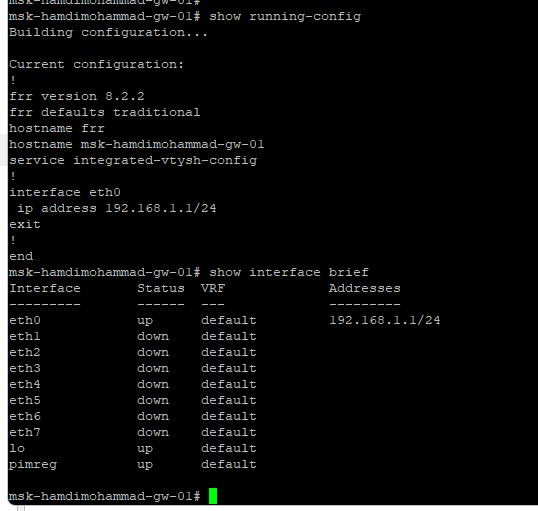 msk-hamdimohammad-gw-01#
msk-hamdimohammad-gw-01# show running-config
Building configuration...
Current configuration:
!
frr version 8.2.2
frr defaults traditional
hostname frr
hostname msk-hamdimohammad-gw-01
service integrated-vtysh-config
!
interface eth0
 ip address 192.168.1.1/24
exit
!
end
msk-hamdimohammad-gw-01# show interface brief
Interface       Status  VRF             Addresses
---------       ------  ---             ---------
eth0            up      default         192.168.1.1/24
eth1            down    default
eth2            down    default
eth3            down    default
eth4            down    default
eth5            down    default
eth6            down    default
eth7            down    default
lo              up      default
pimreg          up      default
msk-hamdimohammad-gw-01#